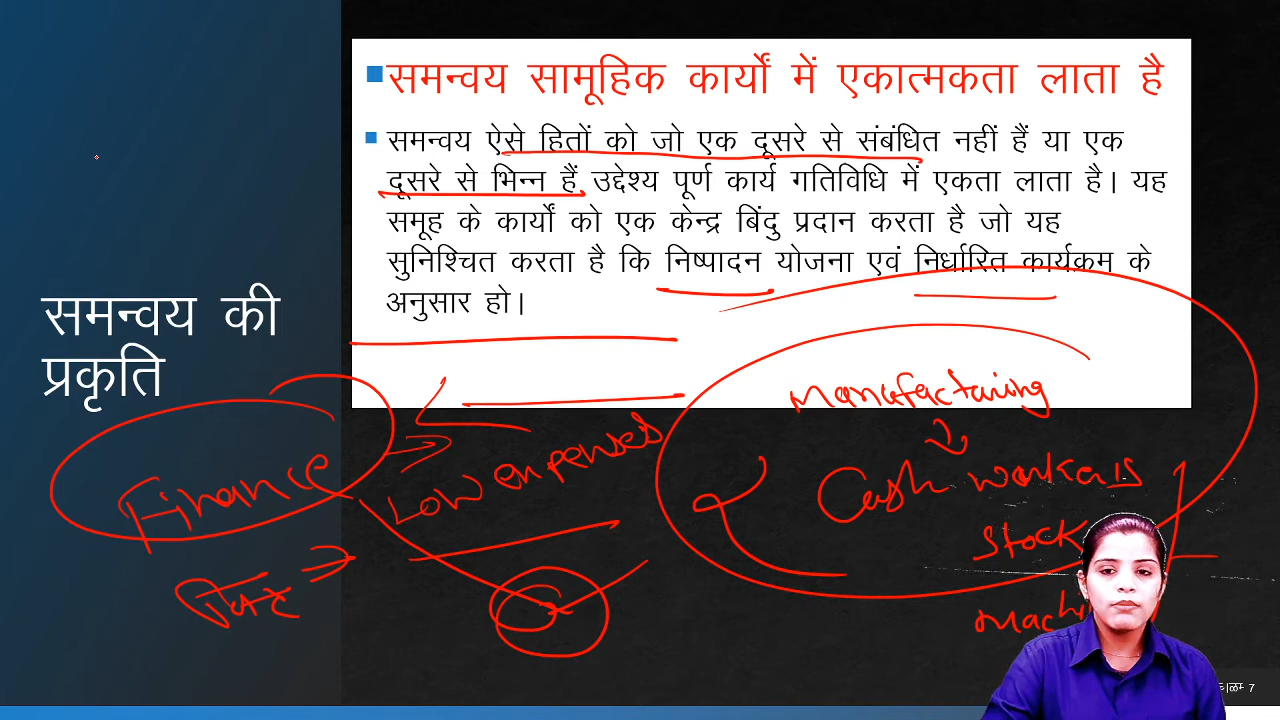 समन्वय सामूहिक कार्यों में एकात्मकता लाता है
समन्वय ऐसे हितों को जो एक दूसरे से संबंधित नहीं हैं या एक
दूसरे से भिन्न हैं, उद्देश्य पूर्ण कार्य गतिविधि में एकता लाता है। यह
समूह के कार्यों को एक केन्द्र बिंदु प्रदान करता है जो यह
सुनिश्चित करता है कि निष्पादन योजना एवं निर्धारित कार्यक्रम के
अनुसार हो।
समन्वय की
प्रकृति
Manufacturing
Finance
Low expenses
Cash workers
Stock
7